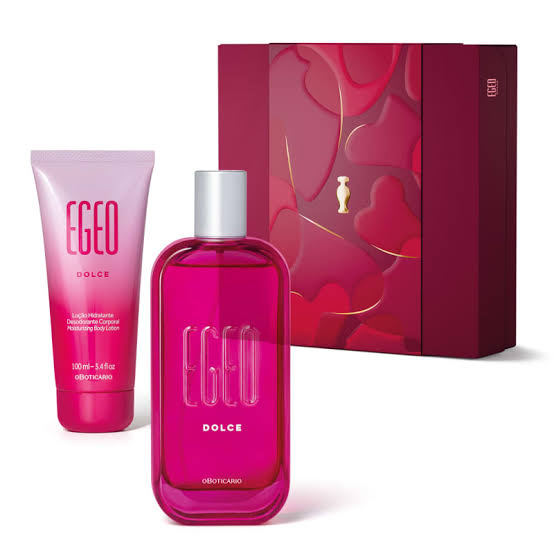 EGEO
DOLCE
Loção Hidratante
Desodorante Corporal
Moisturizing Body Lotion
100 ml – 3.4 fl oz
OBOTICÁRIO
EGEO
DOLCE
OBOTICÁRIO
EGEO